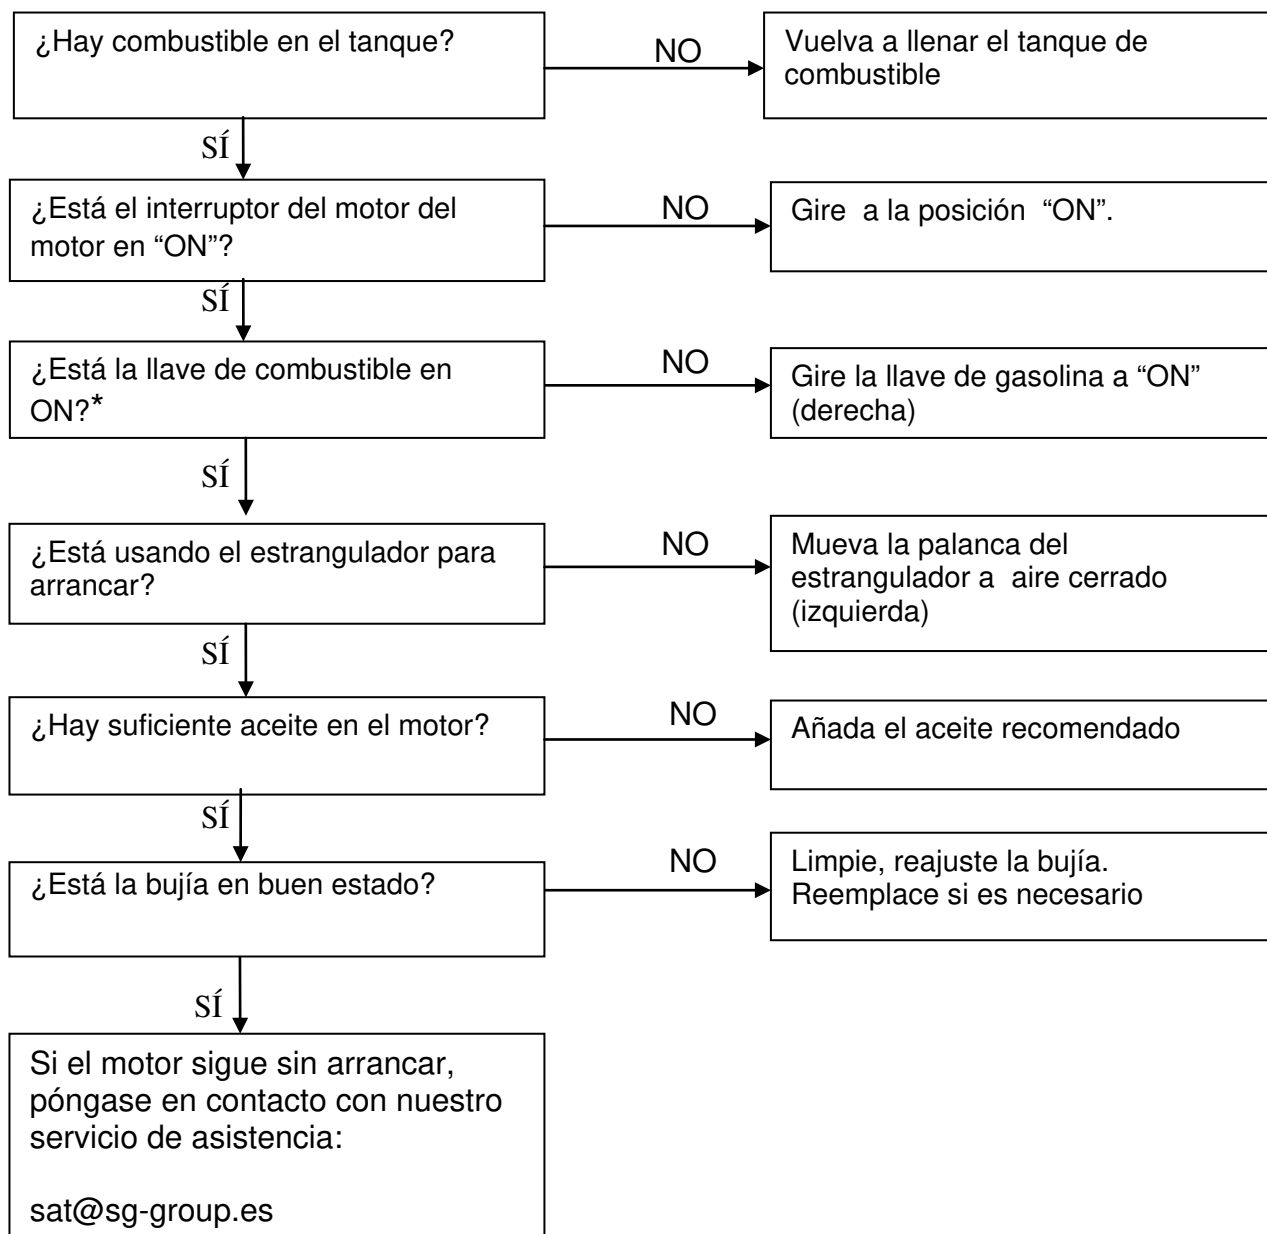 ¿Hay combustible en el tanque?
NO
Vuelva a llenar el tanque de
combustible
SÍ
¿Está el interruptor del motor del
motor en “ON”?
NO
Gire a la posición “ON”.
SÍ
¿Está la llave de combustible en
ON?*
NO
Gire la llave de gasolina a “ON”
(derecha)
SÍ
¿Está usando el estrangulador para
arrancar?
NO
Mueva la palanca del
estrangulador a aire cerrado
(izquierda)
SÍ
¿Hay suficiente aceite en el motor?
NO
Añada el aceite recomendado
SÍ
¿Está la bujía en buen estado?
NO
Limpie, reajuste la bujía.
Reemplace si es necesario
SÍ
Si el motor sigue sin arrancar,
póngase en contacto con nuestro
servicio de asistencia:
sat@sg-group.es